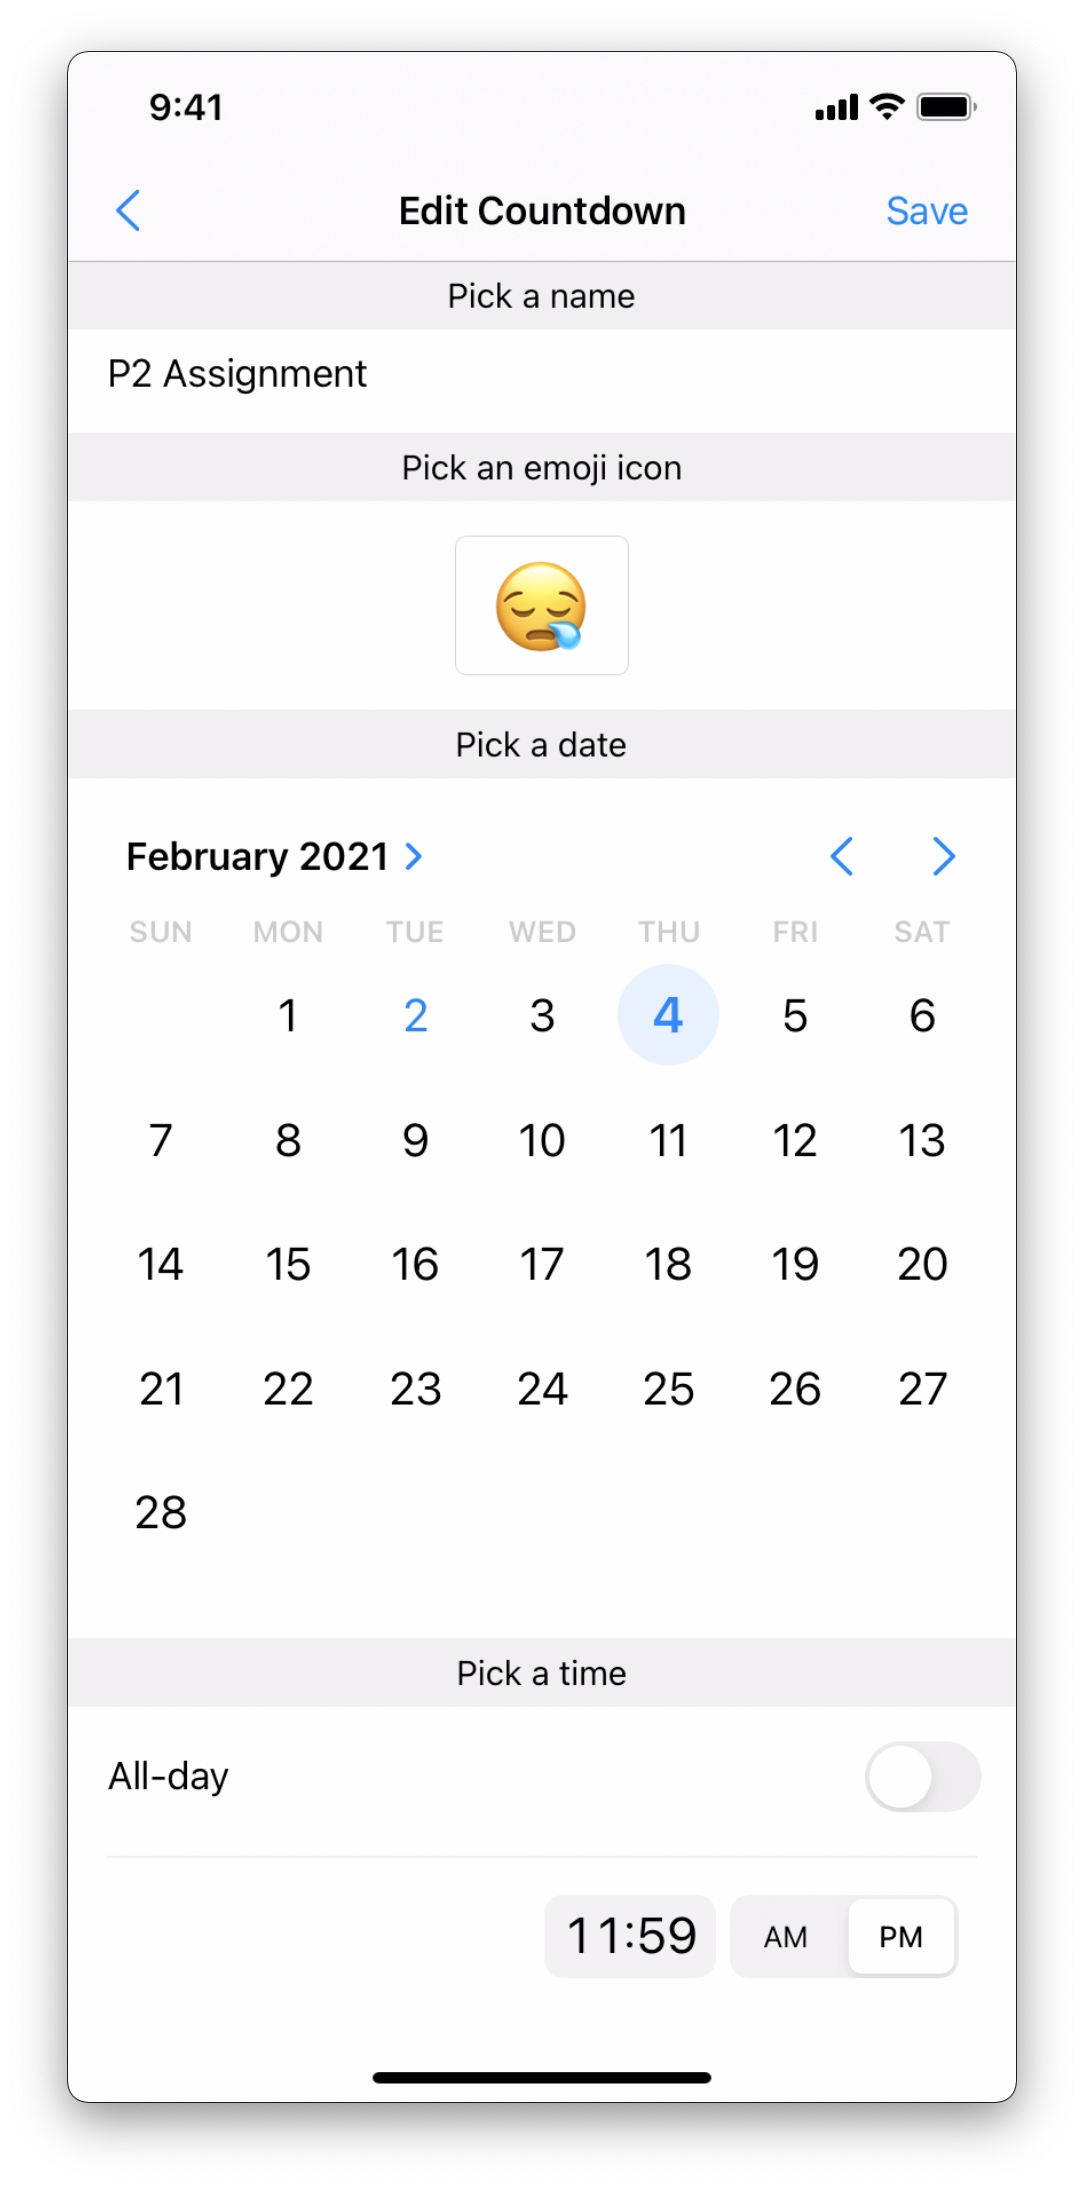 9:41
Edit Countdown Save
Pick a name
P2 Assignment
Pick an emoji icon
Pick a date
February 2021
SUN MON TUE WED THU FRI SAT
1 2 3 4 5 6
7 8 9 10 11 12 13
14 15 16 17 18 19 20
21 22 23 24 25 26 27
28
Pick a time
All-day
11:59 AM PM